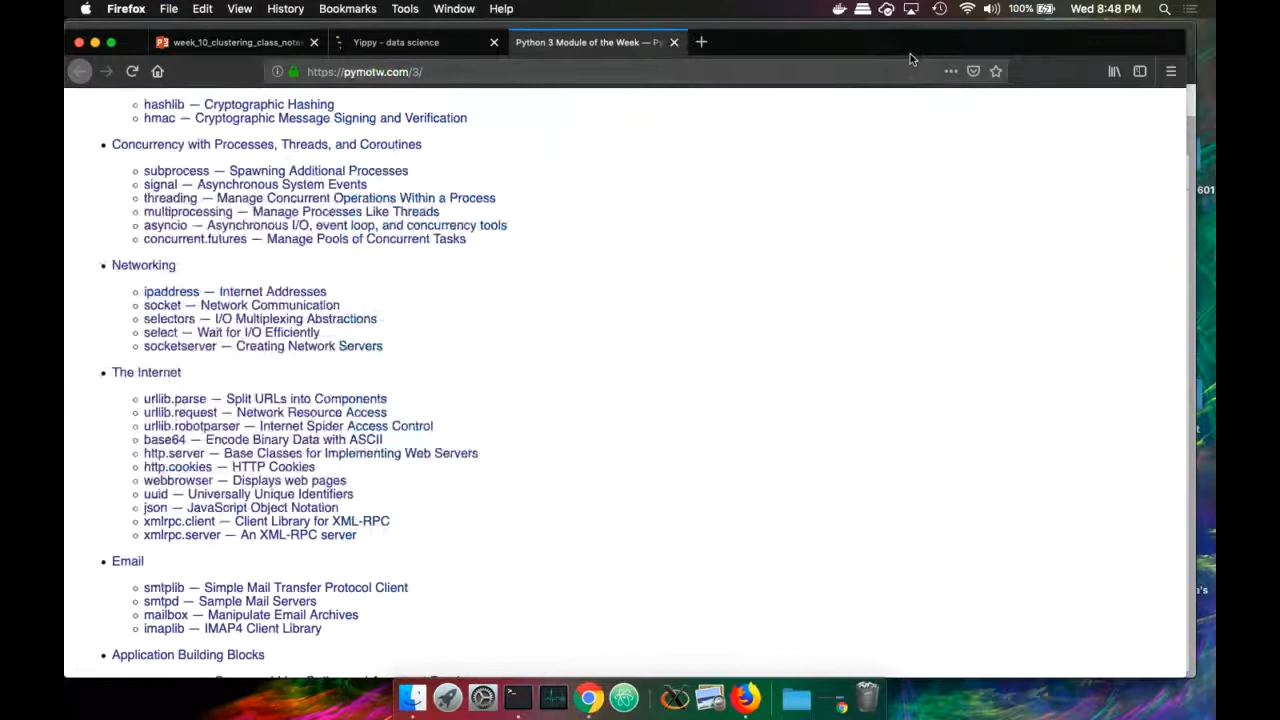 Firefox File Edit View History Bookmarks Tools Window Help 100% Wed 8:48 PM
week_10_clustering_class_note Yippy - data science Python 3 Module of the Week — Py
https://pymotw.com/3/
hashlib — Cryptographic Hashing
hmac — Cryptographic Message Signing and Verification
Concurrency with Processes, Threads, and Coroutines
subprocess — Spawning Additional Processes
signal — Asynchronous System Events
threading — Manage Concurrent Operations Within a Process
multiprocessing — Manage Processes Like Threads
asyncio — Asynchronous I/O, event loop, and concurrency tools
concurrent.futures — Manage Pools of Concurrent Tasks
Networking
ipaddress — Internet Addresses
601
socket — Network Communication
selectors — I/O Multiplexing Abstractions
select — Wait for I/O Efficiently
socketserver — Creating Network Servers
The Internet
urllib.parse — Split URLs into Components
urllib.request — Network Resource Access
urllib.robotparser — Internet Spider Access Control
base64 — Encode Binary Data with ASCII
http.server — Base Classes for Implementing Web Servers
http.cookies — HTTP Cookies
webbrowser — Displays web pages
uuid — Universally Unique Identifiers
json — JavaScript Object Notation
xmlrpc.client — Client Library for XML-RPC
xmlrpc.server — An XML-RPC server
Email
smtplib — Simple Mail Transfer Protocol Client
smtpd — Sample Mail Servers
mailbox — Manipulate Email Archives
imaplib — IMAP4 Client Library
Application Building Blocks